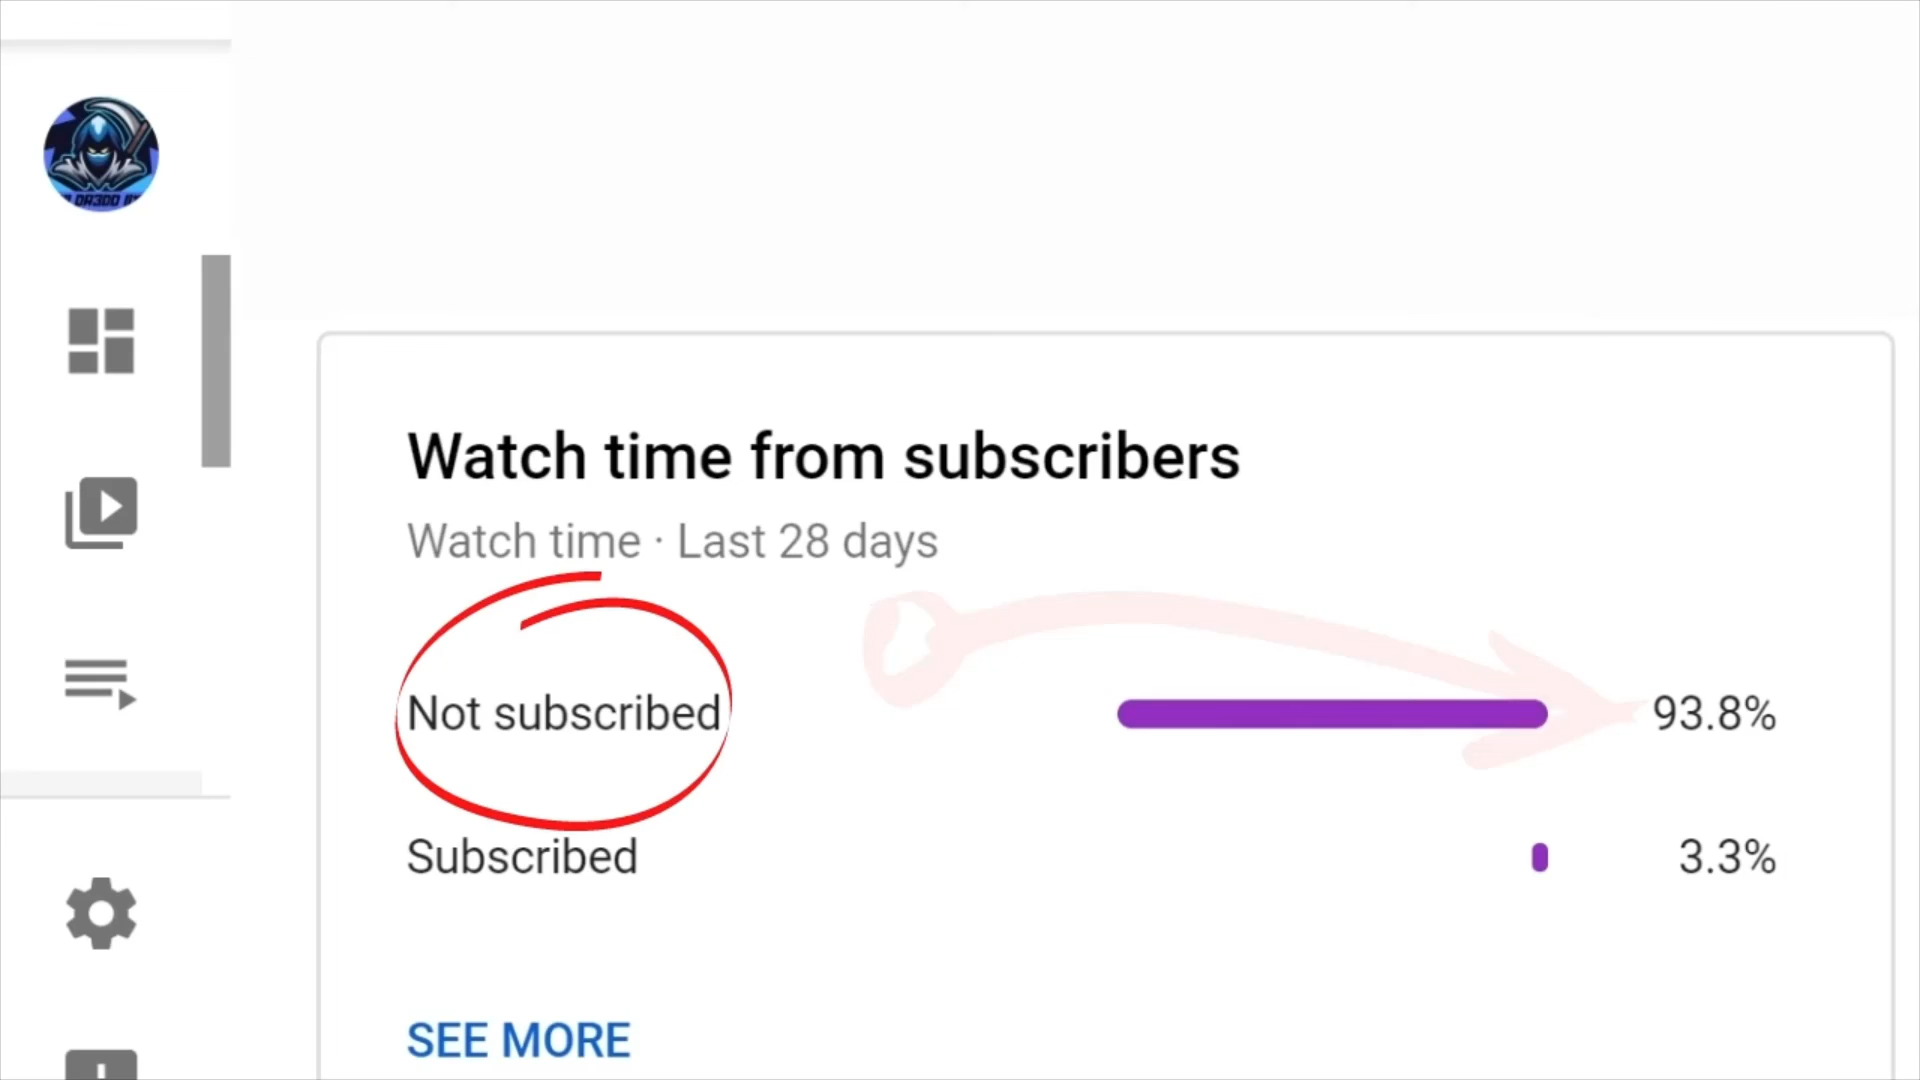 Watch time from subscribers
Watch time · Last 28 days
Not subscribed 93.8%
Subscribed 3.3%
SEE MORE